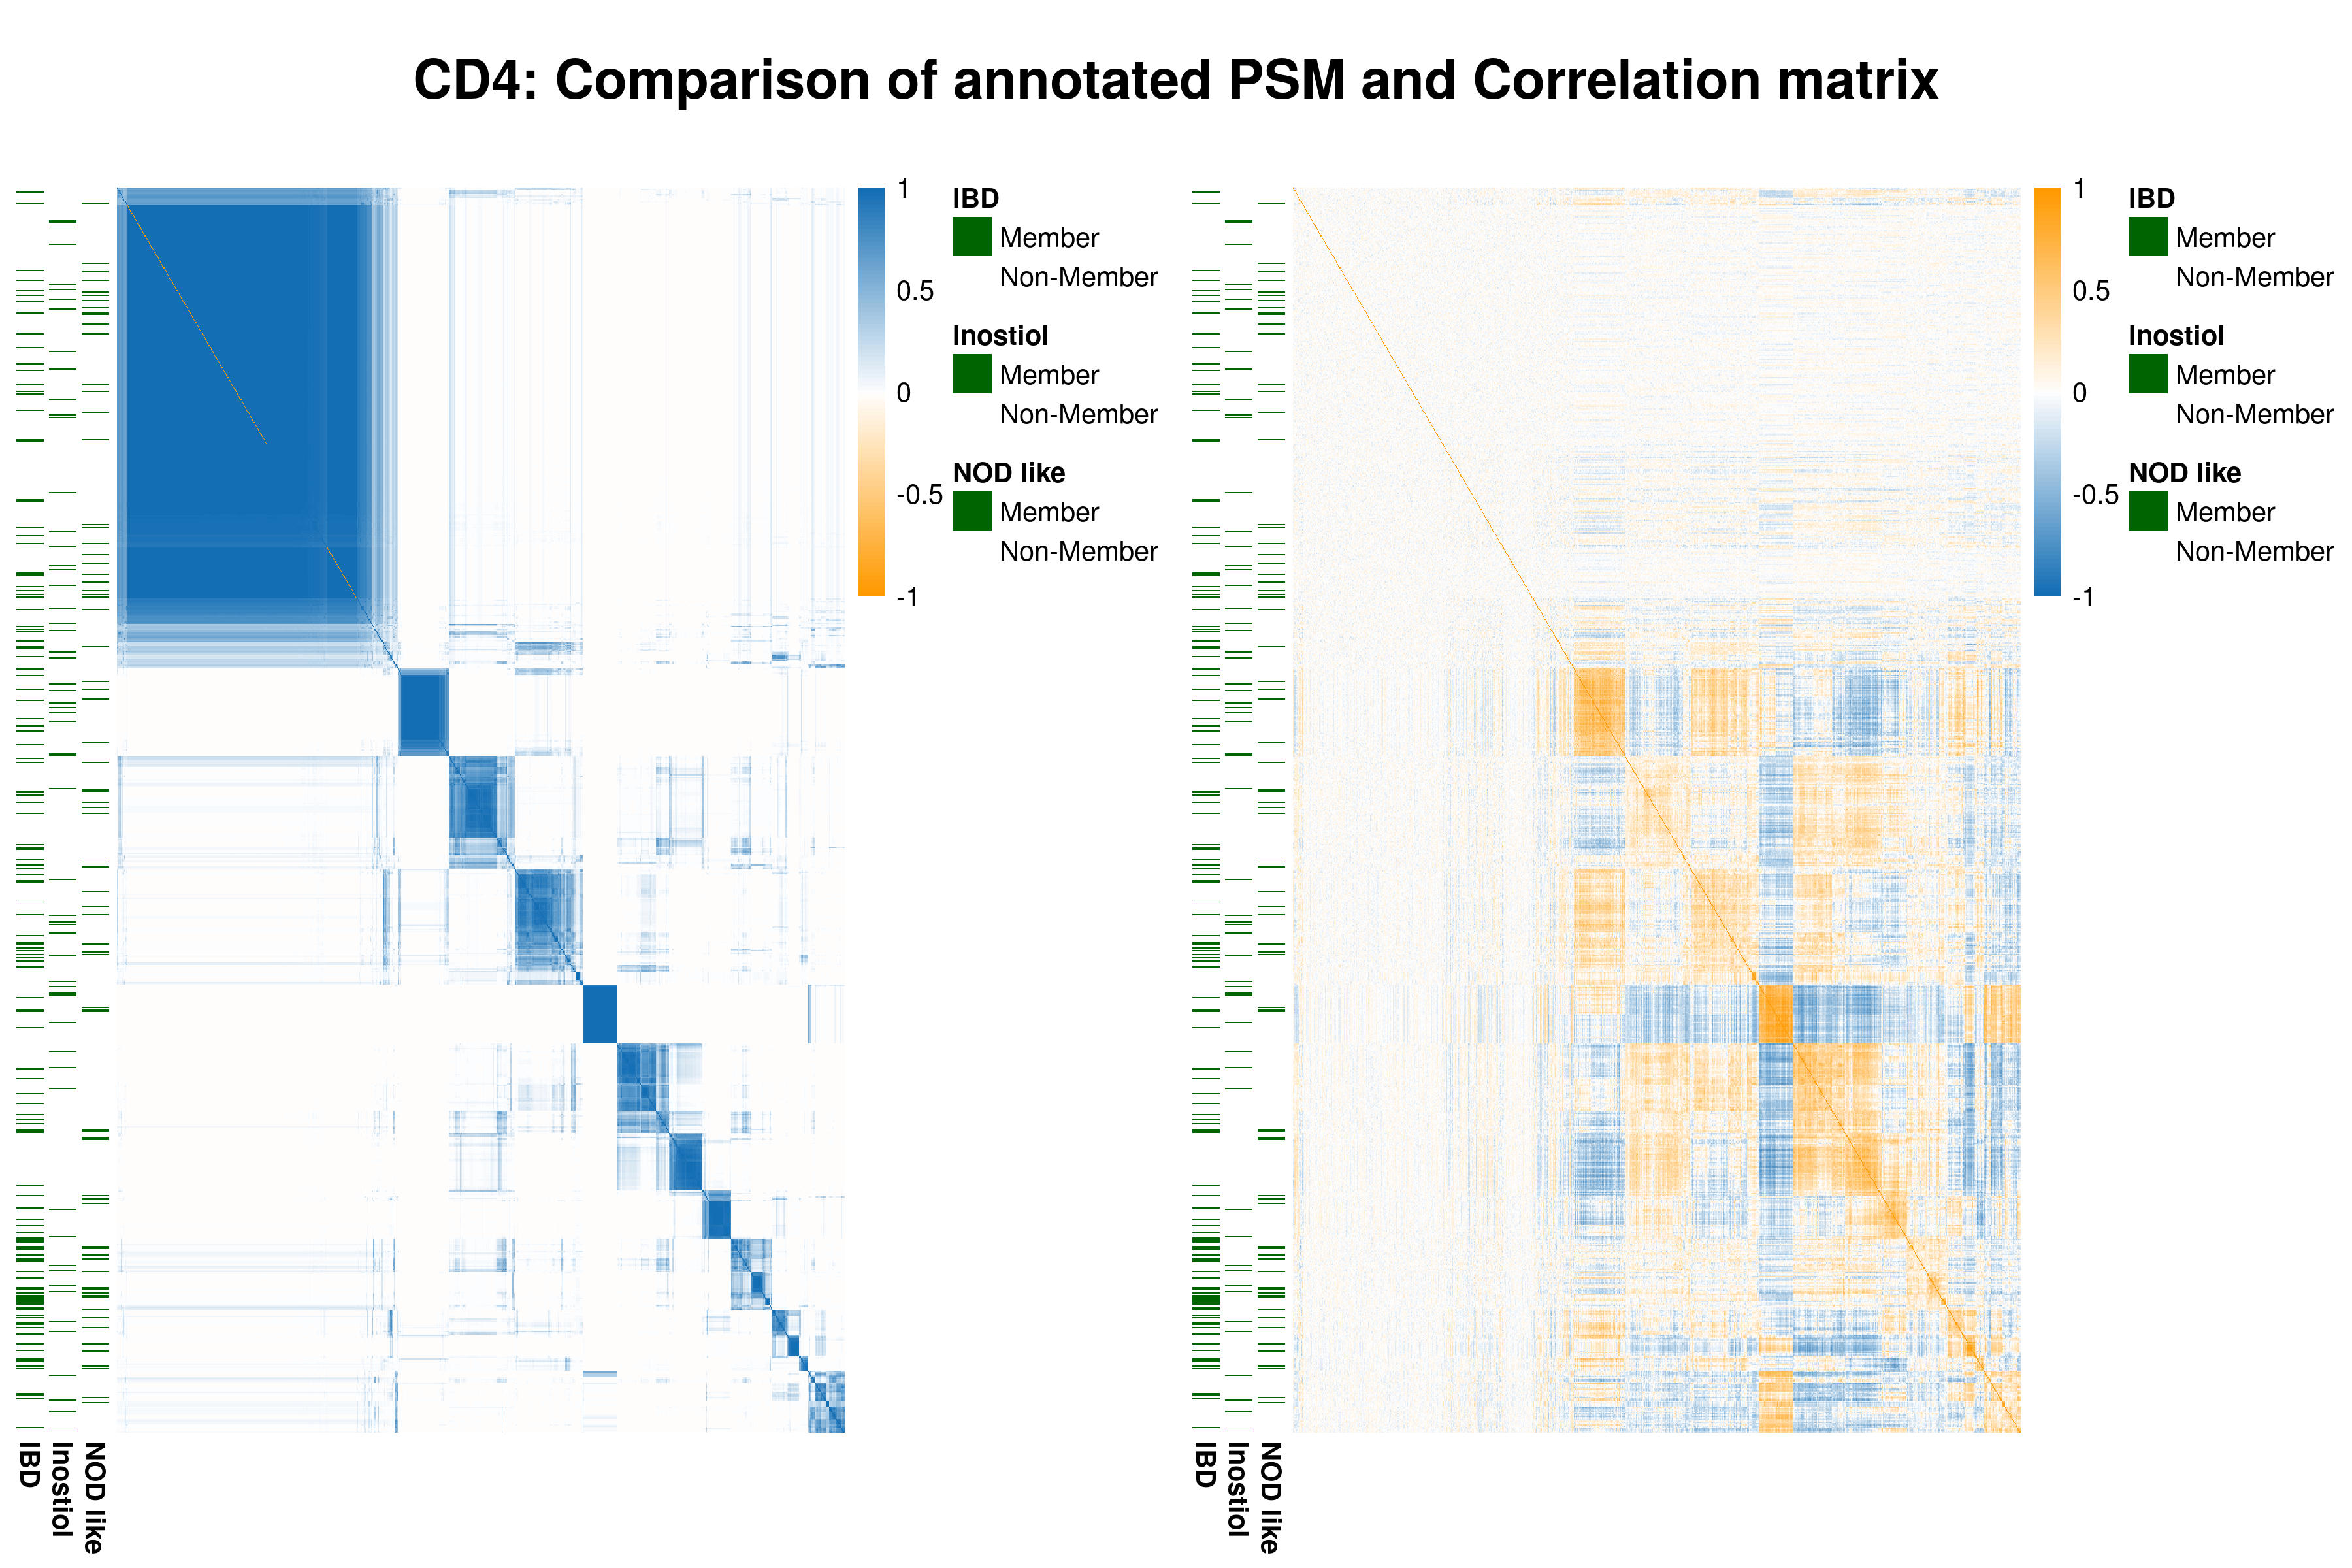 CD4: Comparison of annotated PSM and Correlation matrix
1
0.5
0
-0.5
-1
IBD
Member
Non-Member
Inostiol
Member
Non-Member
NOD like
Member
Non-Member
IBD
Inostiol
NOD like
1
0.5
0
-0.5
-1
IBD
Member
Non-Member
Inostiol
Member
Non-Member
NOD like
Member
Non-Member
IBD
Inostiol
NOD like